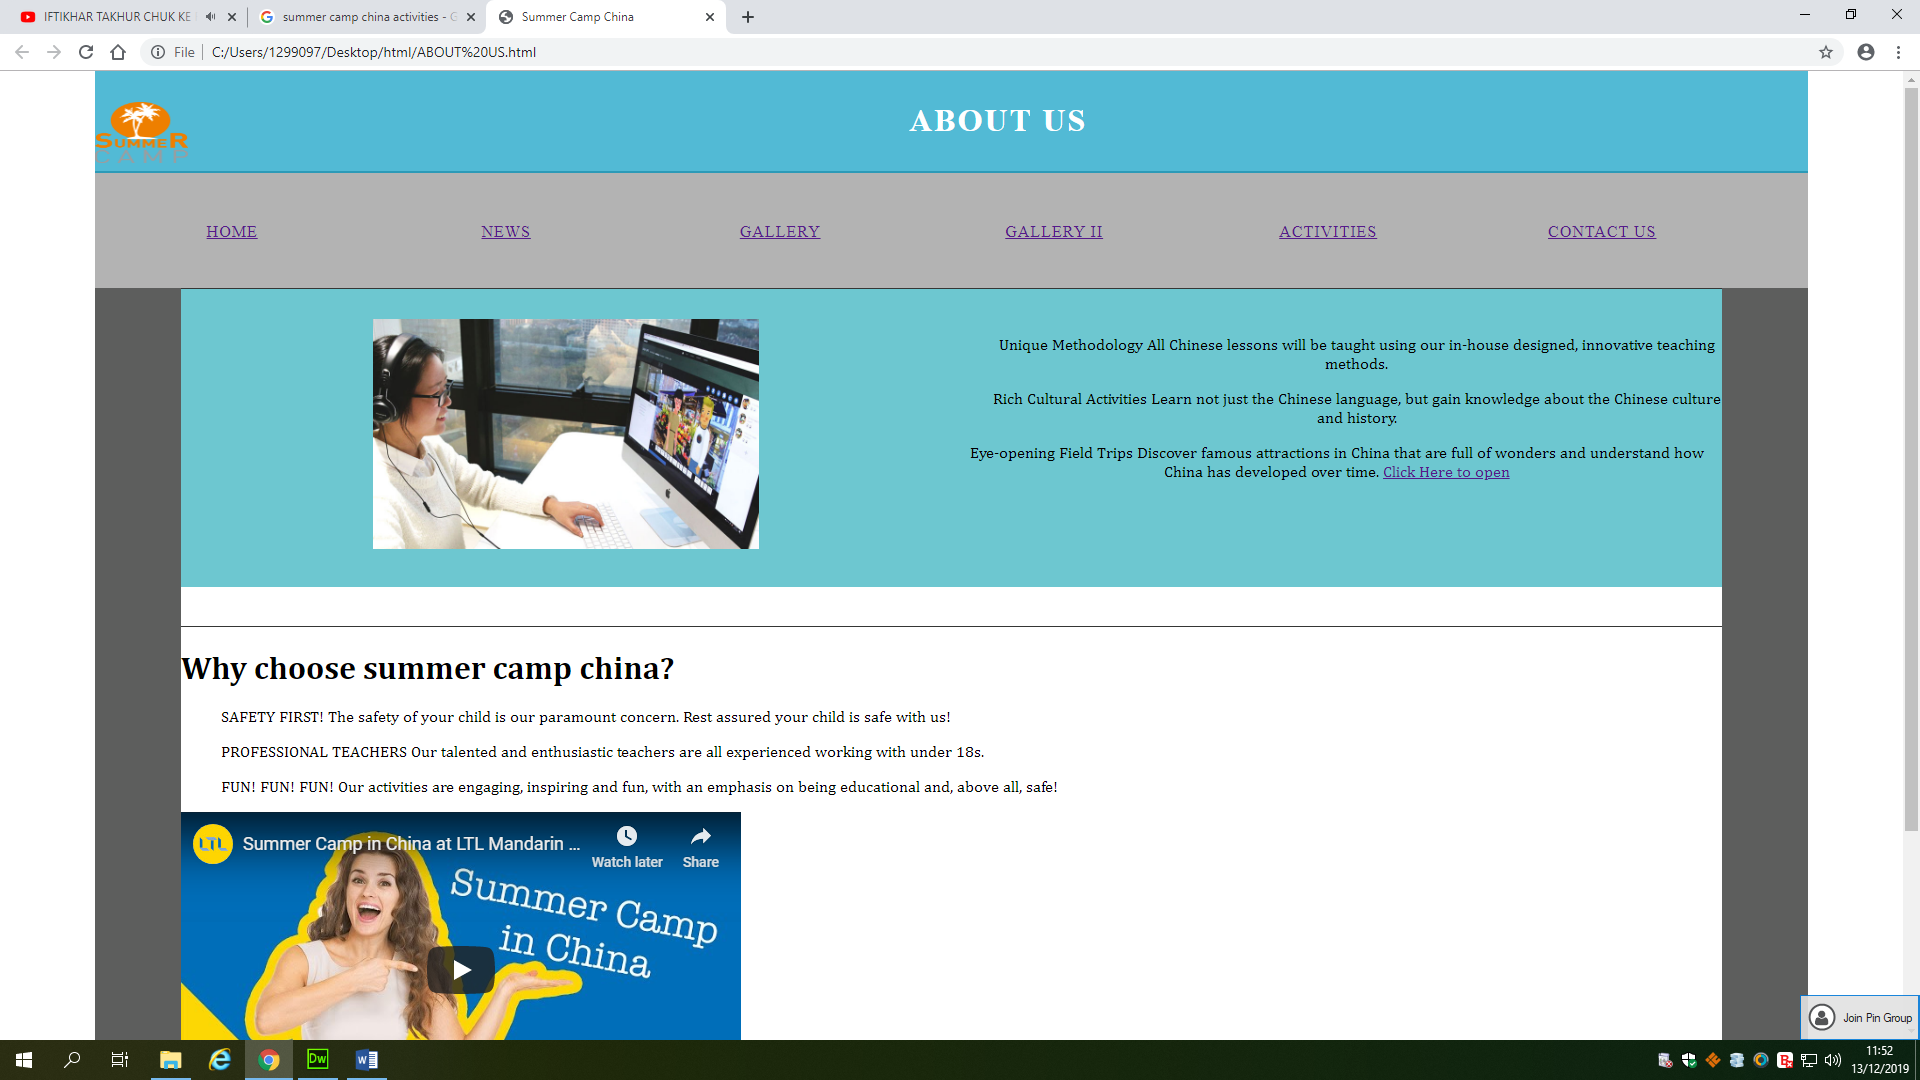 IFTIKHAR TAKHUR CHUK KE
summer camp china activities - G
Summer Camp China
File
C:/Users/1299097/Desktop/html/ABOUT%20US.html
SUMMER
CAMP
ABOUT US
HOME
NEWS
GALLERY
GALLERY II
ACTIVITIES
CONTACT US
Unique Methodology All Chinese lessons will be taught using our in-house designed, innovative teaching
methods.
Rich Cultural Activities Learn not just the Chinese language, but gain knowledge about the Chinese culture
and history.
Eye-opening Field Trips Discover famous attractions in China that are full of wonders and understand how
China has developed over time. Click Here to open
Why choose summer camp china?
SAFETY FIRST! The safety of your child is our paramount concern. Rest assured your child is safe with us!
PROFESSIONAL TEACHERS Our talented and enthusiastic teachers are all experienced working with under 18s.
FUN! FUN! FUN! Our activities are engaging, inspiring and fun, with an emphasis on being educational and, above all, safe!
LTL
Summer Camp in China at LTL Mandarin ...
Watch later
Share
Summer Camp
in China
Join Pin Group
Dw
W
11:52
13/12/2019